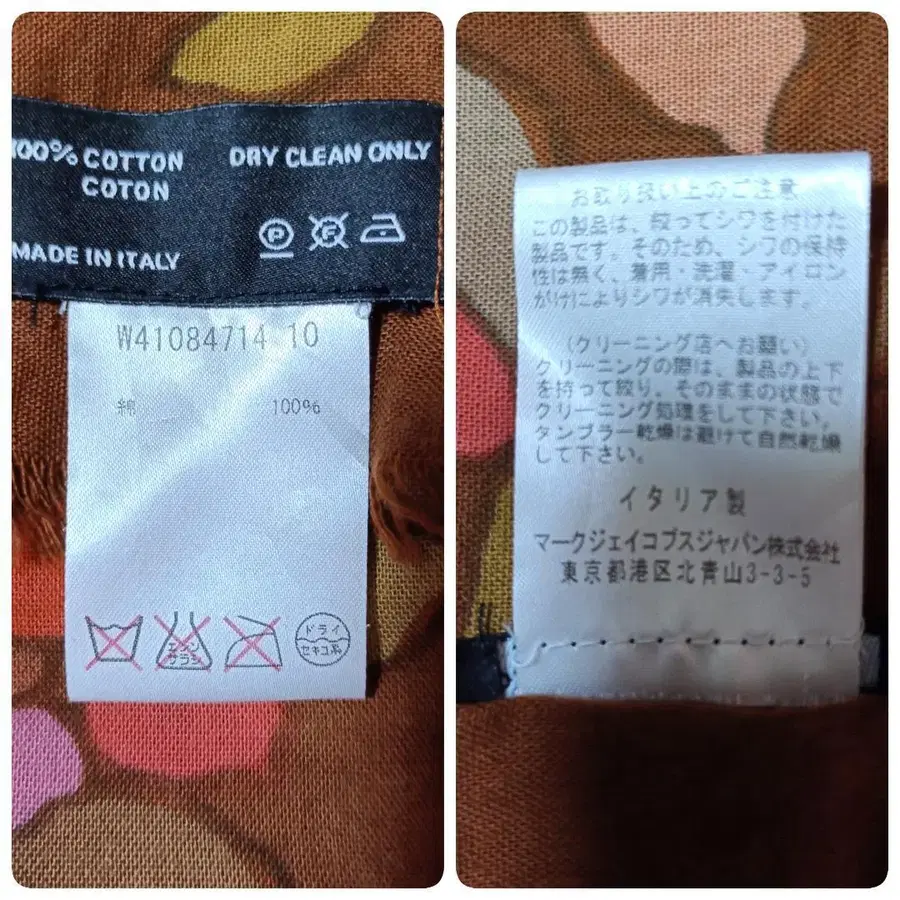 100% COTTON
COTON
DRY CLEAN ONLY
MADE IN ITALY
W41084714 10
綿 100%
エンソ
サラシ
ドライ
セキユ系
お取り扱い上のご注意
この製品は、絞ってシワを付けた
製品です。そのため、シワの保持
性は無く、着用・洗濯・アイロン
がけによりシワが消失します。
(クリーニング店へお願い)
クリーニングの際は、製品の上下
を持って絞り、そのままの状態で
クリーニング処理をして下さい。
タンブラー乾燥は避けて自然乾燥
して下さい。
イタリア製
マークジェイコブスジャパン株式会社
東京都港区北青山3-3-5